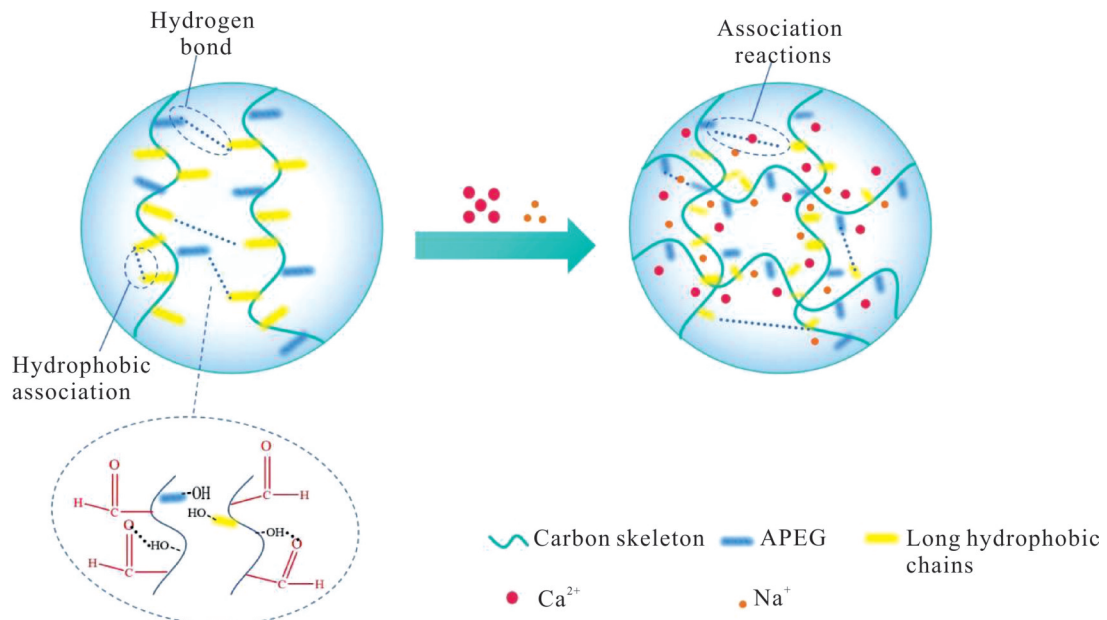 Hydrogen
bond
Association
reactions
Hydrophobic
association
O
H
C
OH
O
C
H
HO
O
HO
C
H
OH
O
C
H
Carbon skeleton
APEG
Long hydrophobic
chains
Ca²⁺
Na⁺